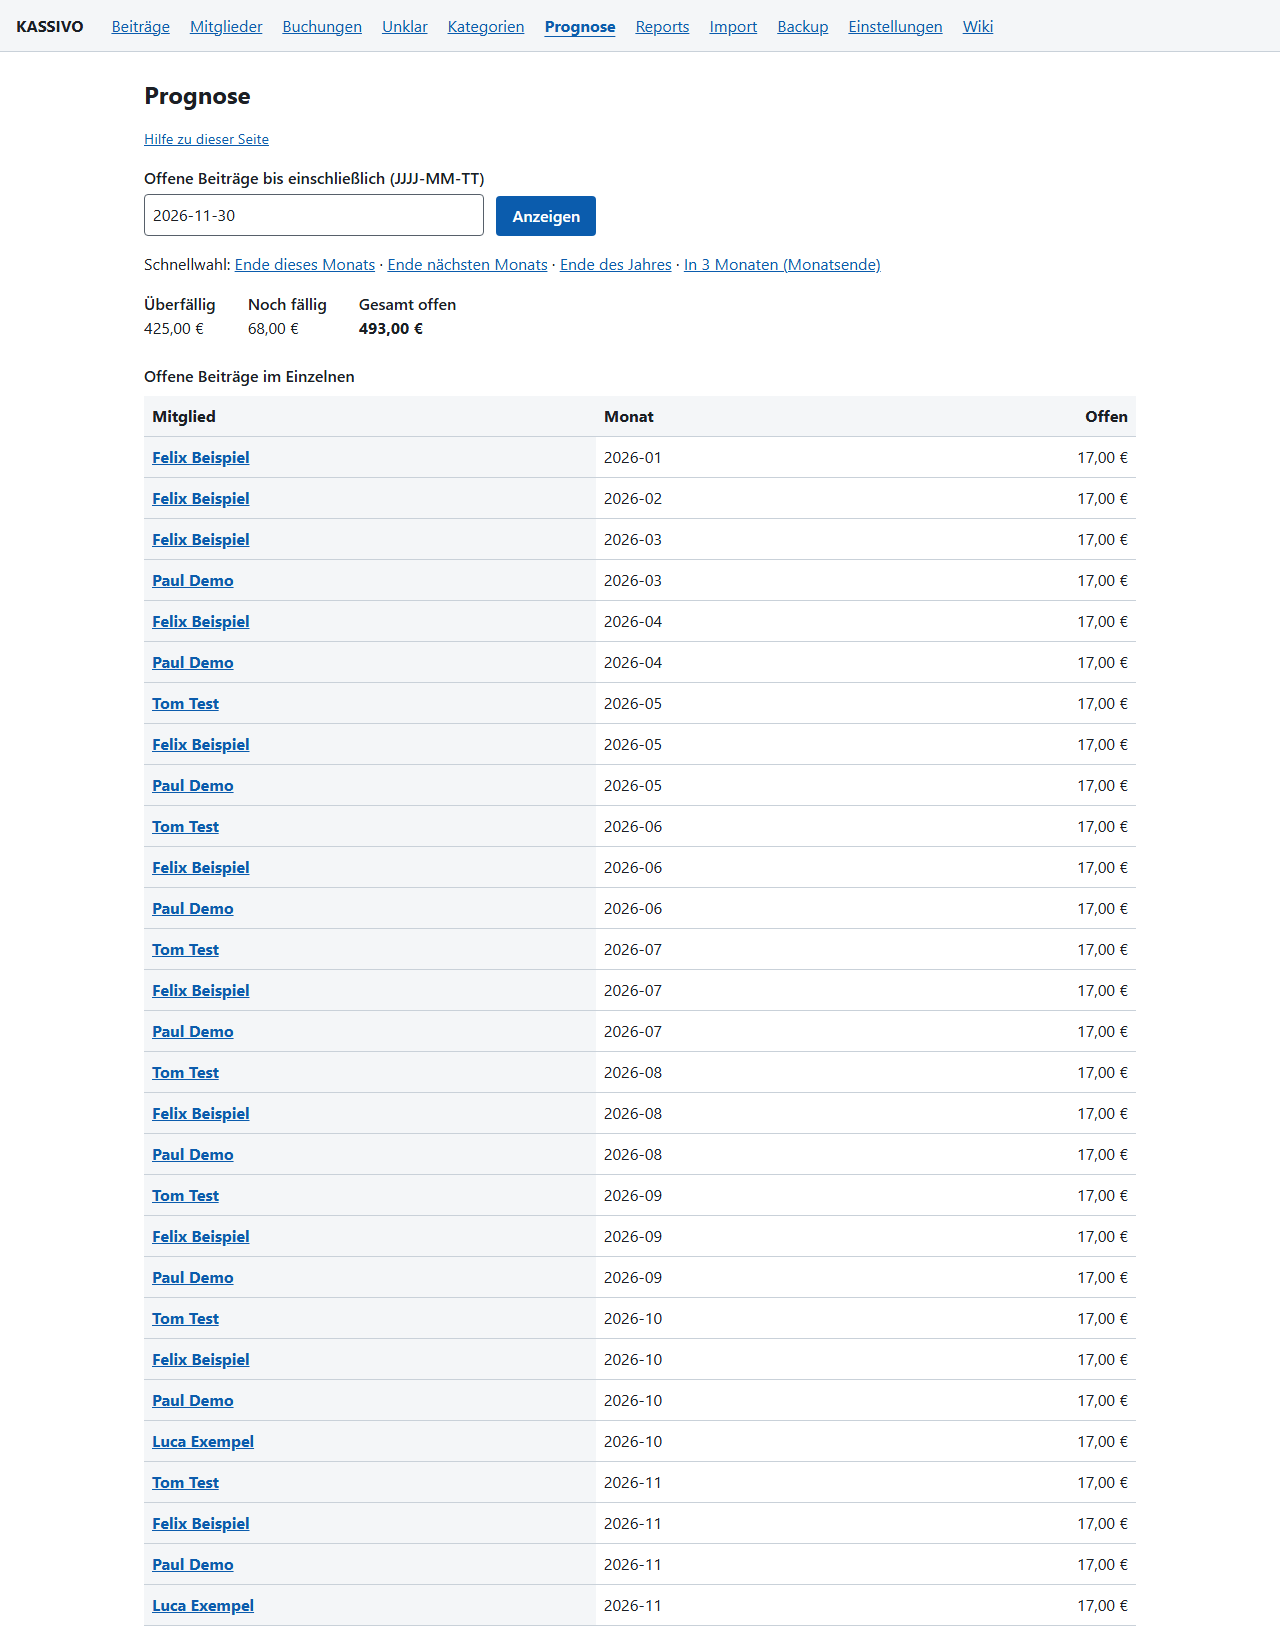 KASSIVO Beiträge Mitglieder Buchungen Unklar Kategorien Prognose Reports Import Backup Einstellungen Wiki
Prognose
Hilfe zu dieser Seite
Offene Beiträge bis einschließlich (JJJJ-MM-TT)
2026-11-30 Anzeigen
Schnellwahl: Ende dieses Monats · Ende nächsten Monats · Ende des Jahres · In 3 Monaten (Monatsende)
Überfällig Noch fällig Gesamt offen
425,00 € 68,00 € 493,00 €
Offene Beiträge im Einzelnen
Mitglied Monat Offen
Felix Beispiel 2026-01 17,00 €
Felix Beispiel 2026-02 17,00 €
Felix Beispiel 2026-03 17,00 €
Paul Demo 2026-03 17,00 €
Felix Beispiel 2026-04 17,00 €
Paul Demo 2026-04 17,00 €
Tom Test 2026-05 17,00 €
Felix Beispiel 2026-05 17,00 €
Paul Demo 2026-05 17,00 €
Tom Test 2026-06 17,00 €
Felix Beispiel 2026-06 17,00 €
Paul Demo 2026-06 17,00 €
Tom Test 2026-07 17,00 €
Felix Beispiel 2026-07 17,00 €
Paul Demo 2026-07 17,00 €
Tom Test 2026-08 17,00 €
Felix Beispiel 2026-08 17,00 €
Paul Demo 2026-08 17,00 €
Tom Test 2026-09 17,00 €
Felix Beispiel 2026-09 17,00 €
Paul Demo 2026-09 17,00 €
Tom Test 2026-10 17,00 €
Felix Beispiel 2026-10 17,00 €
Paul Demo 2026-10 17,00 €
Luca Exempel 2026-10 17,00 €
Tom Test 2026-11 17,00 €
Felix Beispiel 2026-11 17,00 €
Paul Demo 2026-11 17,00 €
Luca Exempel 2026-11 17,00 €